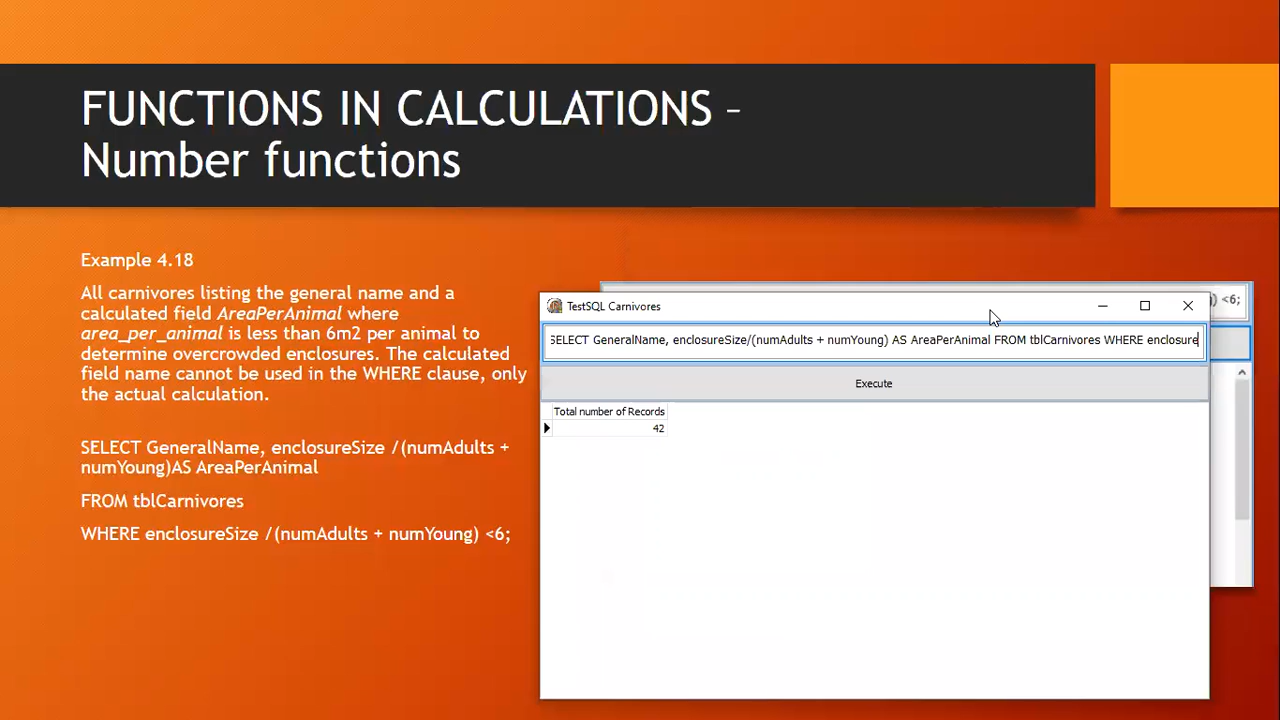 FUNCTIONS IN CALCULATIONS –
Number functions
Example 4.18
All carnivores listing the general name and a
calculated field AreaPerAnimal where
area_per_animal is less than 6m2 per animal to
determine overcrowded enclosures. The calculated
field name cannot be used in the WHERE clause, only
the actual calculation.
SELECT GeneralName, enclosureSize /(numAdults +
numYoung)AS AreaPerAnimal
FROM tblCarnivores
WHERE enclosureSize /(numAdults + numYoung) <6;
TestSQL Carnivores
SELECT GeneralName, enclosureSize/(numAdults + numYoung) AS AreaPerAnimal FROM tblCarnivores WHERE enclosure
Execute
Total number of Records
42
) <6;